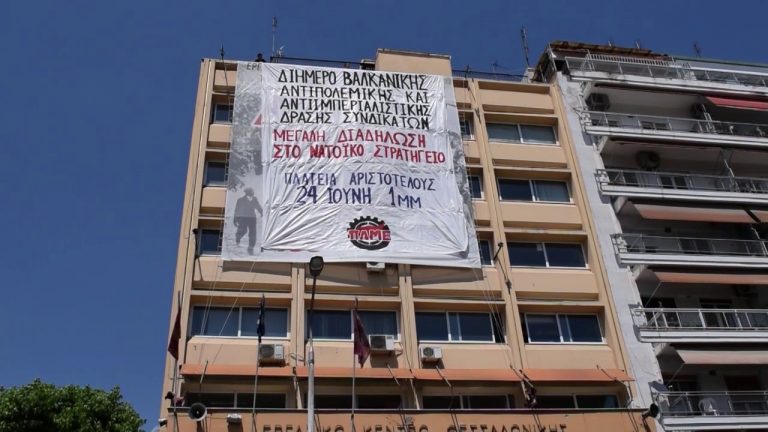 ΔΙΗΜΕΡΟ ΒΑΛΚΑΝΙΚΗΣ
ΑΝΤΙΠΟΛΕΜΙΚΗΣ ΚΑΙ
ΑΝΤΙΙΜΠΕΡΙΑΛΙΣΤΙΚΗΣ
ΔΡΑΣΗΣ ΣΥΝΔΙΚΑΤΩΝ
ΜΕΓΑΛΗ ΔΙΑΔΗΛΩΣΗ
ΣΤΟ ΝΑΤΟΪΚΟ ΣΤΡΑΤΗΓΕΙΟ
ΠΛΑΤΕΙΑ ΑΡΙΣΤΟΤΕΛΟΥΣ
24 ΙΟΥΝΗ 1ΜΜ
ΠΑΜΕ
ΕΡΓΑΤΙΚΟ ΚΕΝΤΡΟ ΘΕΣΣΑΛΟΝΙΚΗΣ